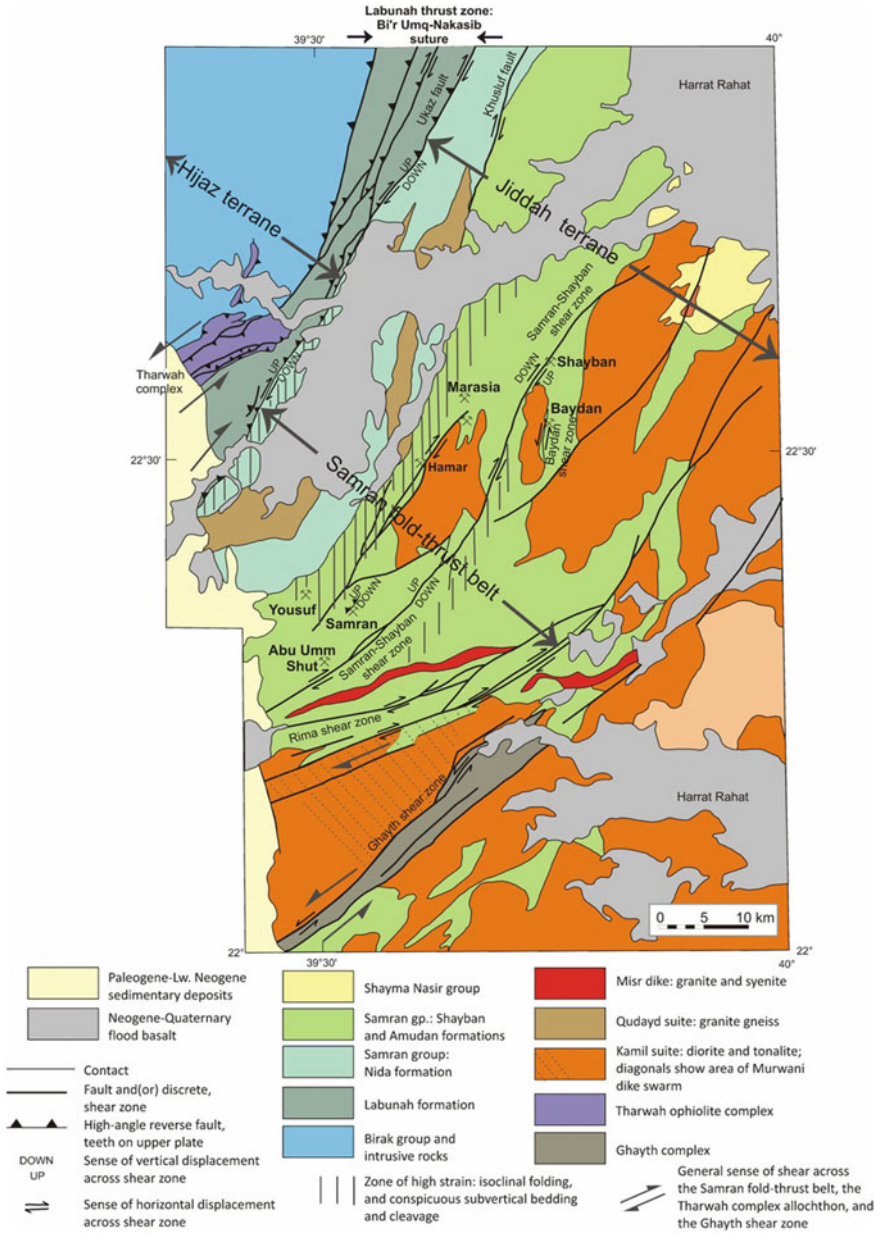 Labunah thrust zone:
Bi'r Umq-Nakasib
suture
39°30'
40°
Harrat Rahat
Ukaz fault
Khusluf fault
UP
DOWN
Hijaz terrane
Jiddah terrane
Samran-Shayban
shear zone
UP
DOWN
Tharwah
complex
DOWN
UP
Shayban
Marasia
Baydan
Baydan
shear zone
22°30'
22°30'
Hamar
Samran fold-thrust belt
UP
DOWN
UP
DOWN
Yousuf
Samran
Abu Umm
Shut
Samran-Shayban
shear zone
Rima shear zone
Ghayth shear zone
Harrat Rahat
0 5 10 km
22°
22°
39°30'
40°
Paleogene-Lw. Neogene
sedimentary deposits
Neogene-Quaternary
flood basalt
Contact
Fault and(or) discrete,
shear zone
High-angle reverse fault,
teeth on upper plate
DOWN
UP
Sense of vertical displacement
across shear zone
Sense of horizontal displacement
across shear zone
Shayma Nasir group
Samran gp.: Shayban
and Amudan formations
Samran group:
Nida formation
Labunah formation
Birak group and
intrusive rocks
Zone of high strain: isoclinal folding,
and conspicuous subvertical bedding
and cleavage
Misr dike: granite and syenite
Qudayd suite: granite gneiss
Kamil suite: diorite and tonalite;
diagonals show area of Murwani
dike swarm
Tharwah ophiolite complex
Ghayth complex
General sense of shear across
the Samran fold-thrust belt, the
Tharwah complex allochthon, and
the Ghayth shear zone